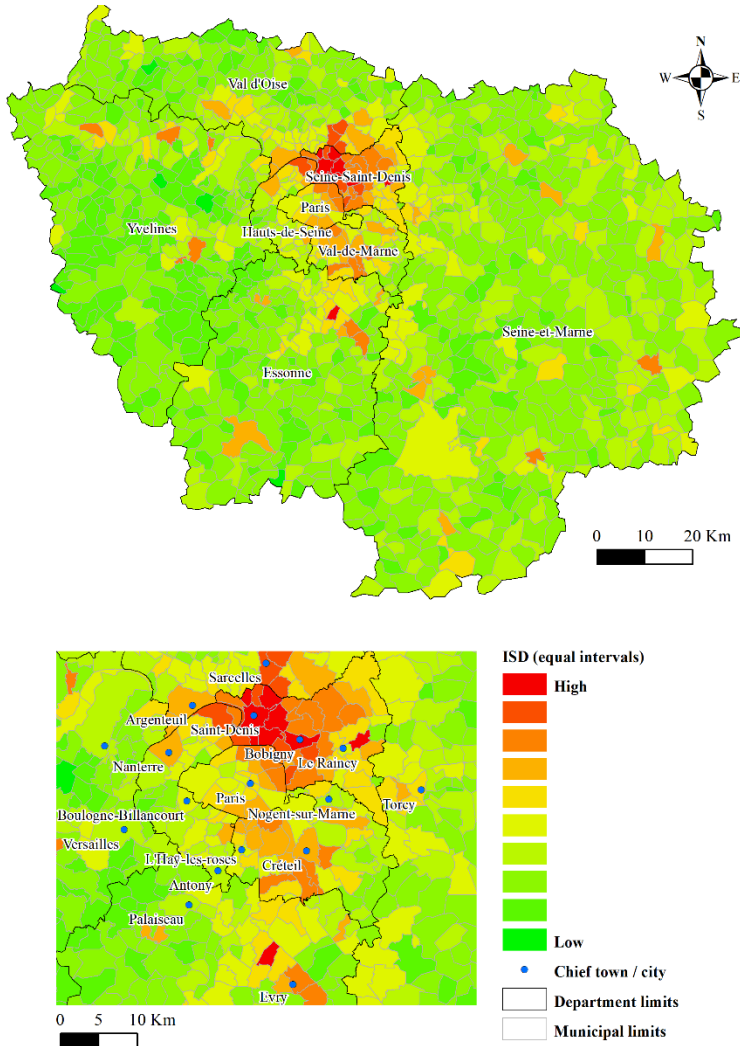 N
W
E
S
Val d'Oise
Seine-Saint-Denis
Paris
Yvelines
Hauts-de-Seine
Val-de-Marne
Seine-et-Marne
Essonne
0 10 20 Km
ISD (equal intervals)
High
Low
Chief town / city
Department limits
Municipal limits
Sarcelles
Argenteuil
Saint-Denis
Bobigny
Le Raincy
Nanterre
Paris
Torcy
Boulogne-Billancourt
Nogent-sur-Marne
Versailles
L'Haÿ-les-roses
Créteil
Antony
Palaiseau
Evry
0 5 10 Km